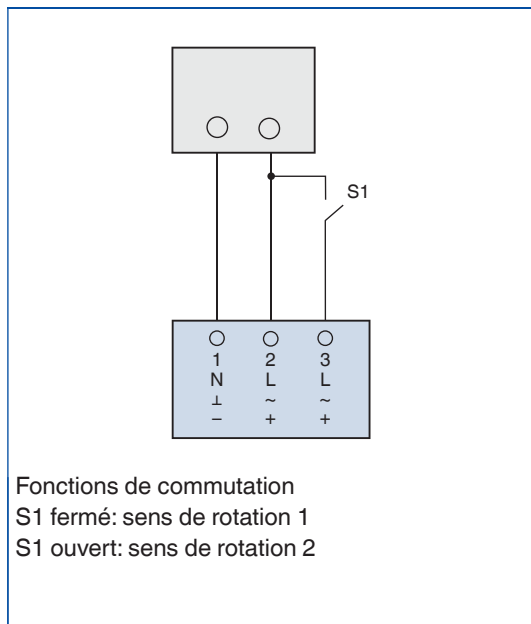 S1
1 2 3
N L L
⊥ ~ ~
– + +
Fonctions de commutation
S1 fermé: sens de rotation 1
S1 ouvert: sens de rotation 2